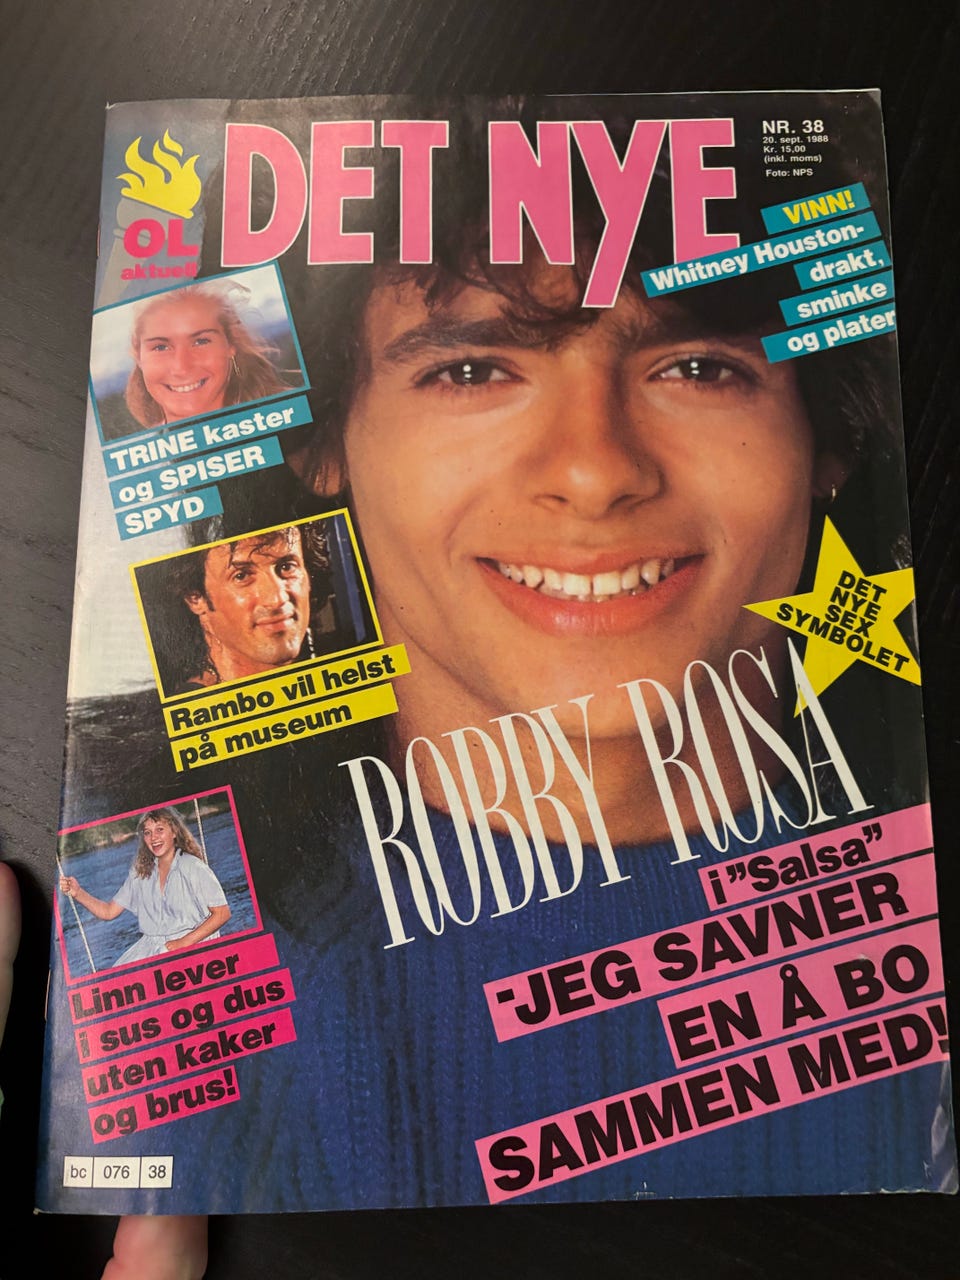 OL
aktuelt
DET NYE
NR. 38
20. sept. 1988
Kr. 15,00
(inkl. moms)
Foto: NPS
VINN!
Whitney Houston-
drakt,
sminke
og plater
TRINE kaster
og SPISER
SPYD
Rambo vil helst
på museum
DET
NYE
SEX
SYMBOLET
ROBBY ROSA
i "Salsa"
-JEG SAVNER
EN Å BO
SAMMEN MED!
Linn lever
i sus og dus
uten kaker
og brus!
bc 076 38